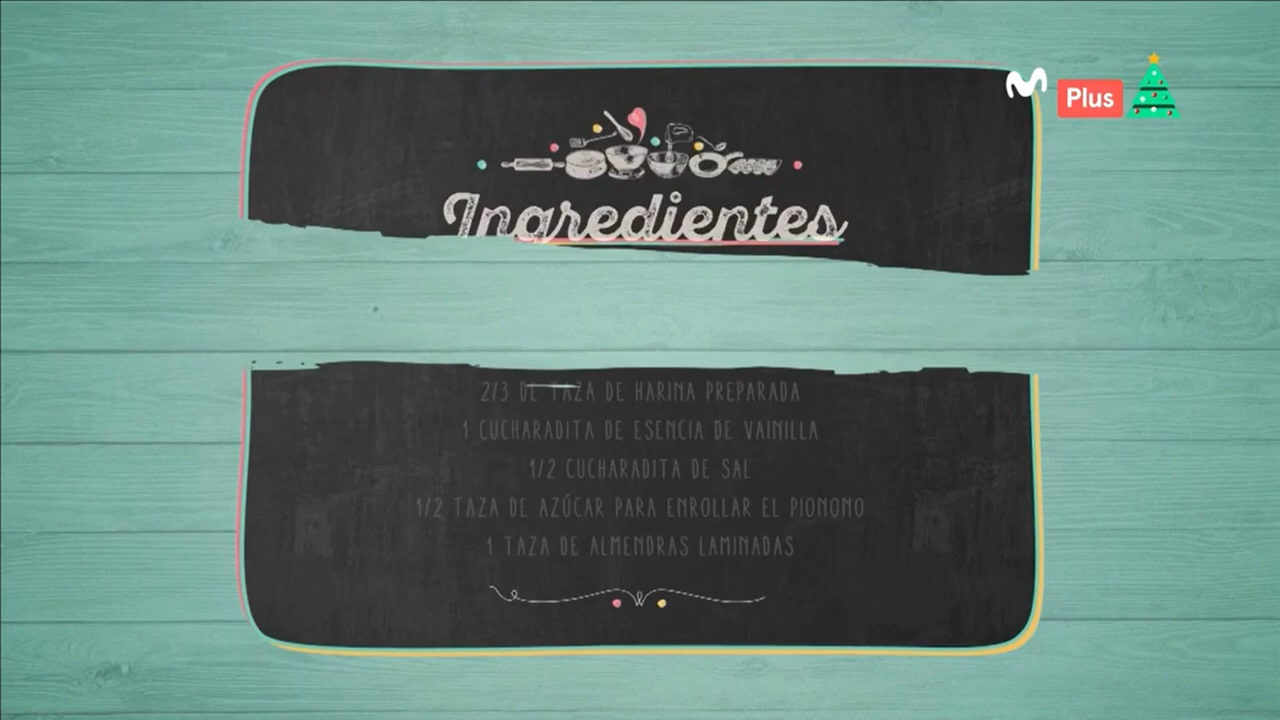 Plus
Ingredientes
2/3 DE TAZA DE HARINA PREPARADA
1 CUCHARADITA DE ESENCIA DE VAINILLA
1/2 CUCHARADITA DE SAL
1/2 TAZA DE AZÚCAR PARA ENROLLAR EL PIONONO
1 TAZA DE ALMENDRAS LAMINADAS